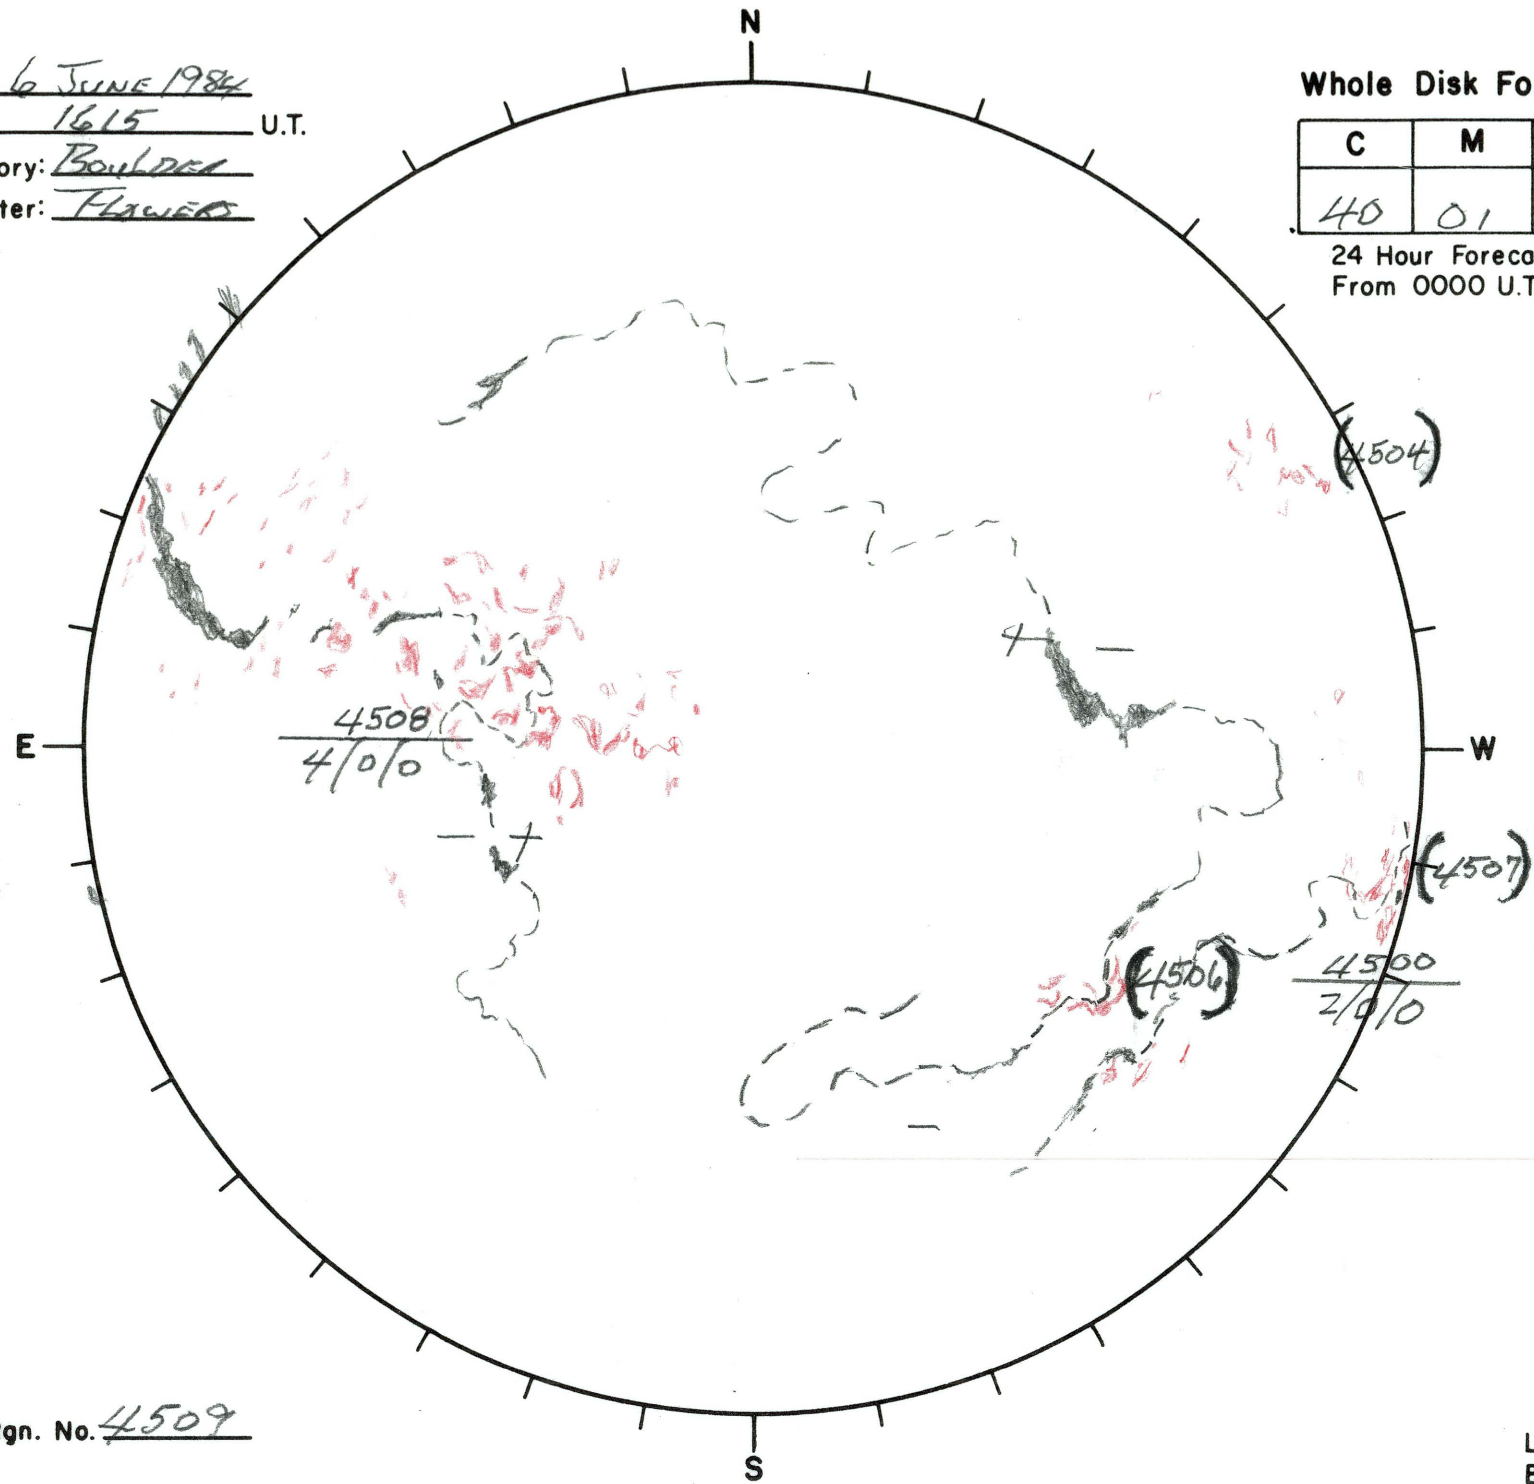 N
6 JUNE 1984
1615 U.T.
ory: BOULDER
ter: FLOWERS
Whole Disk Fo
C M
40 01
24 Hour Foreca
From 0000 U.T
(4504)
4508
4/0/0
E
W
+ −
− +
(4507)
(4506)
4500
2/0/0
−
gn. No. 4509
S
L
E